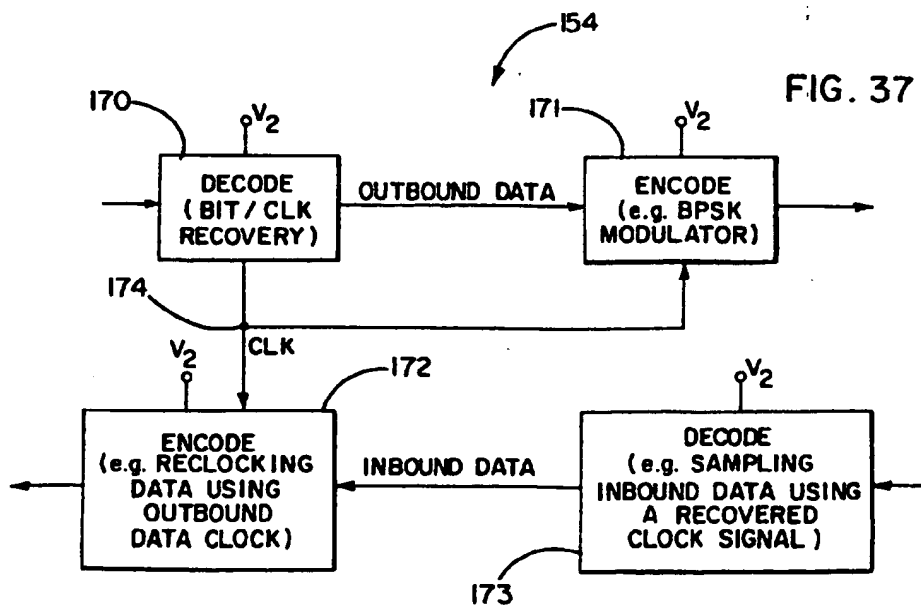 154
FIG. 37
170
V2
171
V2
DECODE
(BIT/CLK
RECOVERY)
OUTBOUND DATA
ENCODE
(e.g. BPSK
MODULATOR)
174
CLK
V2
172
V2
ENCODE
(e.g. RECLOCKING
DATA USING
OUTBOUND
DATA CLOCK)
INBOUND DATA
DECODE
(e.g. SAMPLING
INBOUND DATA USING
A RECOVERED
CLOCK SIGNAL)
173